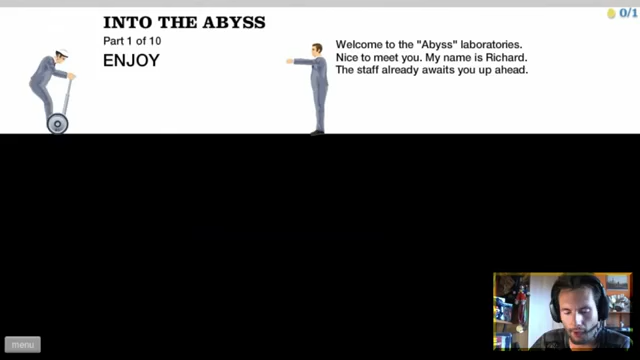 INTO THE ABYSS
Part 1 of 10
ENJOY
Welcome to the "Abyss" laboratories.
Nice to meet you. My name is Richard.
The staff already awaits you up ahead.
0/1
menu